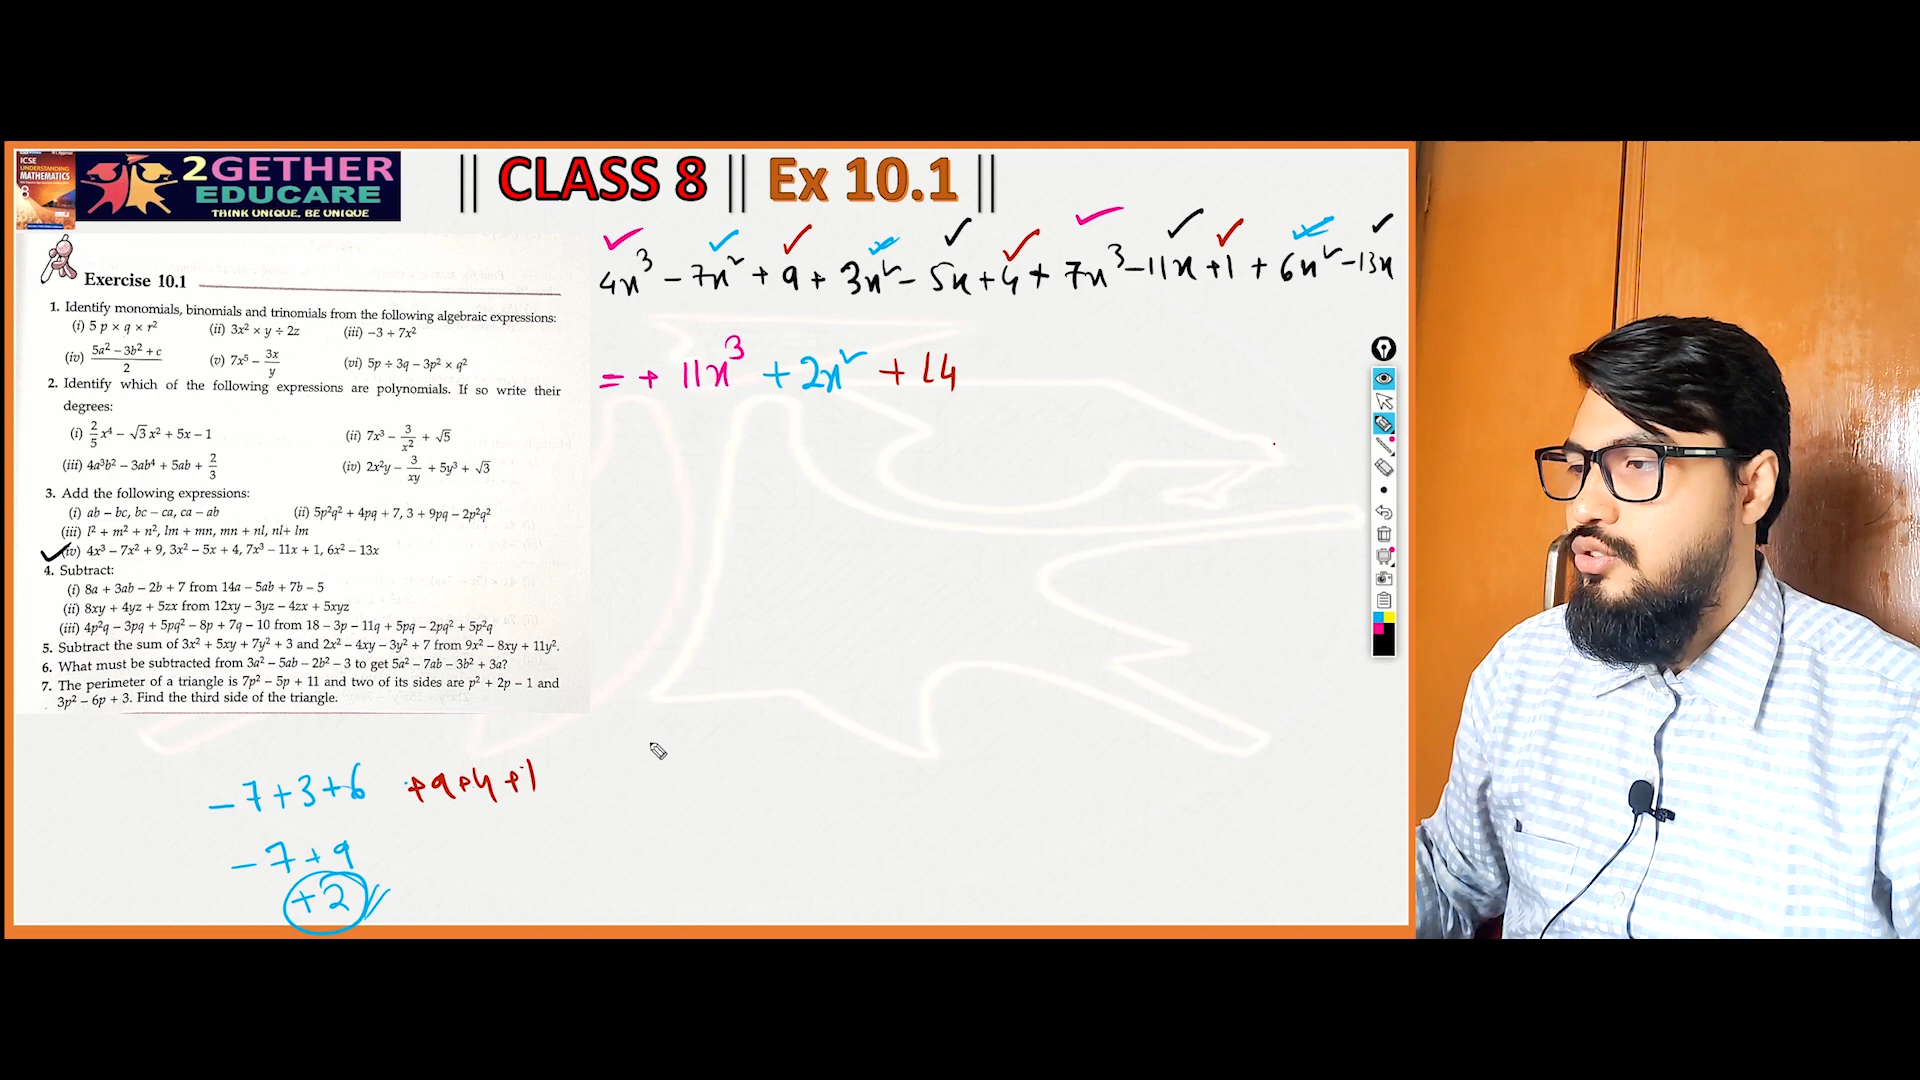 ICSE
UNDERSTANDING
MATHEMATICS
8
2GETHER
EDUCARE
THINK UNIQUE, BE UNIQUE
|| CLASS 8 || Ex 10.1 ||
Exercise 10.1
1. Identify monomials, binomials and trinomials from the following algebraic expressions:
(i) 5 p × q × r² (ii) 3x² × y ÷ 2z (iii) −3 + 7x²
(iv) (5a² − 3b² + c)/2 (v) 7x⁵ − 3x/y (vi) 5p ÷ 3q − 3p² × q²
2. Identify which of the following expressions are polynomials. If so write their
degrees:
(i) 2/5 x⁴ − √3 x² + 5x − 1 (ii) 7x³ − 3/x² + √5
(iii) 4a³b² − 3ab⁴ + 5ab + 2/3 (iv) 2x²y − 3/xy + 5y³ + √3
3. Add the following expressions:
(i) ab − bc, bc − ca, ca − ab (ii) 5p²q² + 4pq + 7, 3 + 9pq − 2p²q²
(iii) l² + m² + n², lm + mn, mn + nl, nl+ lm
(iv) 4x³ − 7x² + 9, 3x² − 5x + 4, 7x³ − 11x + 1, 6x² − 13x
4. Subtract:
(i) 8a + 3ab − 2b + 7 from 14a − 5ab + 7b − 5
(ii) 8xy + 4yz + 5zx from 12xy − 3yz − 4zx + 5xyz
(iii) 4p²q − 3pq + 5pq² − 8p + 7q − 10 from 18 − 3p − 11q + 5pq − 2pq² + 5p²q
5. Subtract the sum of 3x² + 5xy + 7y² + 3 and 2x² − 4xy − 3y² + 7 from 9x² − 8xy + 11y².
6. What must be subtracted from 3a² − 5ab − 2b² − 3 to get 5a² − 7ab − 3b² + 3a?
7. The perimeter of a triangle is 7p² − 5p + 11 and two of its sides are p² + 2p − 1 and
3p² − 6p + 3. Find the third side of the triangle.
4x³ − 7x² + 9 + 3x² − 5x + 4 + 7x³ − 11x + 1 + 6x² − 13x
= + 11x³ + 2x² + 14
−7+3+6 +9+4+1
−7+9
+2